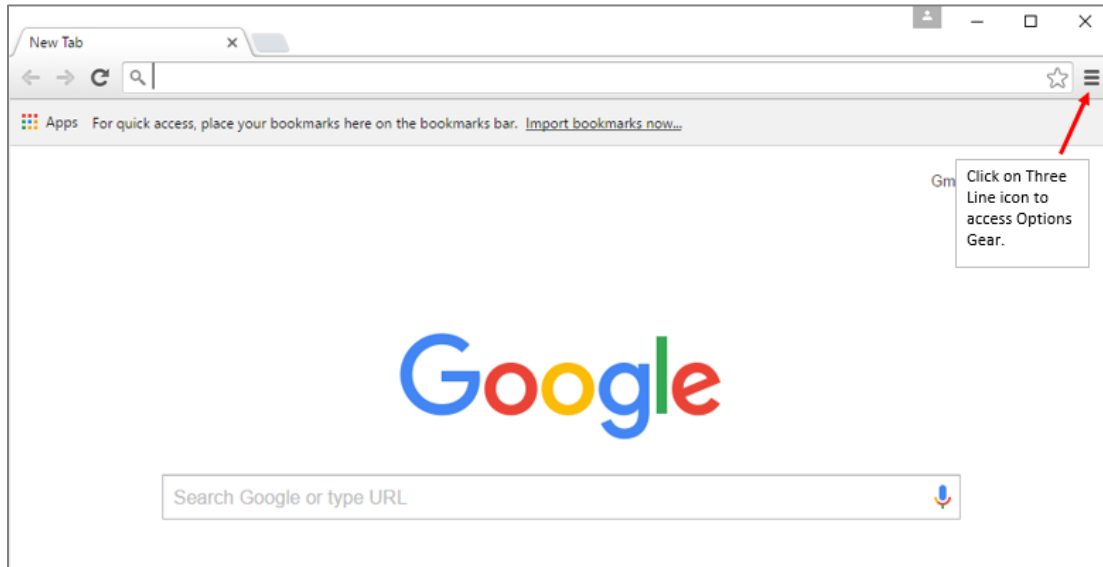 New Tab
Apps For quick access, place your bookmarks here on the bookmarks bar. Import bookmarks now...
Gm
Click on Three
Line icon to
access Options
Gear.
Google
Search Google or type URL